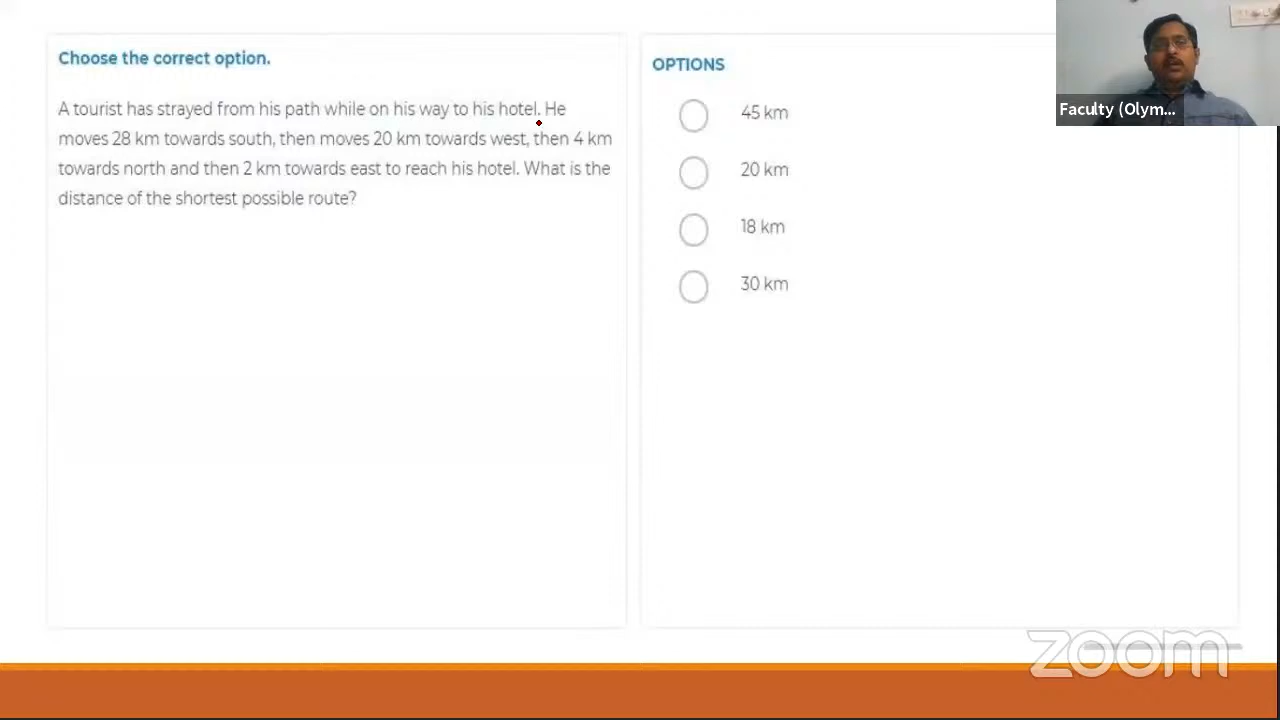 Choose the correct option.
A tourist has strayed from his path while on his way to his hotel. He
moves 28 km towards south, then moves 20 km towards west, then 4 km
towards north and then 2 km towards east to reach his hotel. What is the
distance of the shortest possible route?
OPTIONS
45 km
20 km
18 km
30 km
Faculty (Olym...
zoom